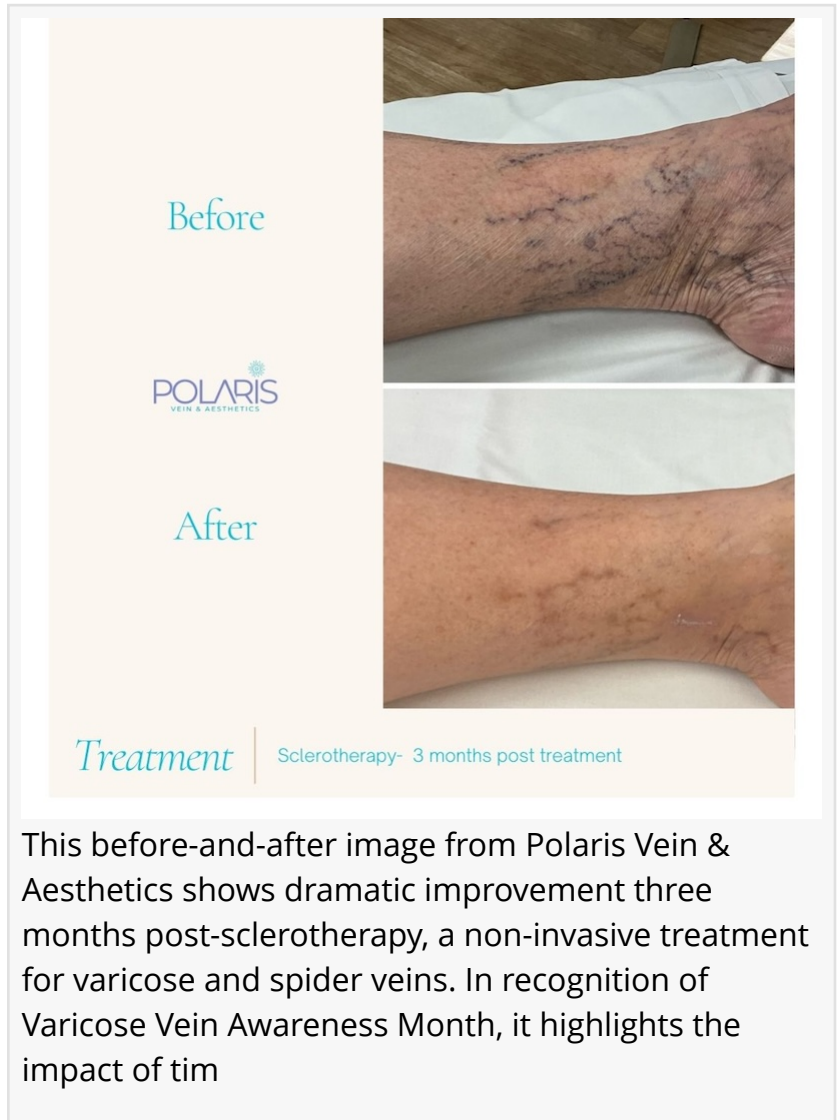 Before
POLARIS
VEIN & AESTHETICS
After
Treatment
Sclerotherapy- 3 months post treatment
This before-and-after image from Polaris Vein &
Aesthetics shows dramatic improvement three
months post-sclerotherapy, a non-invasive treatment
for varicose and spider veins. In recognition of
Varicose Vein Awareness Month, it highlights the
impact of tim